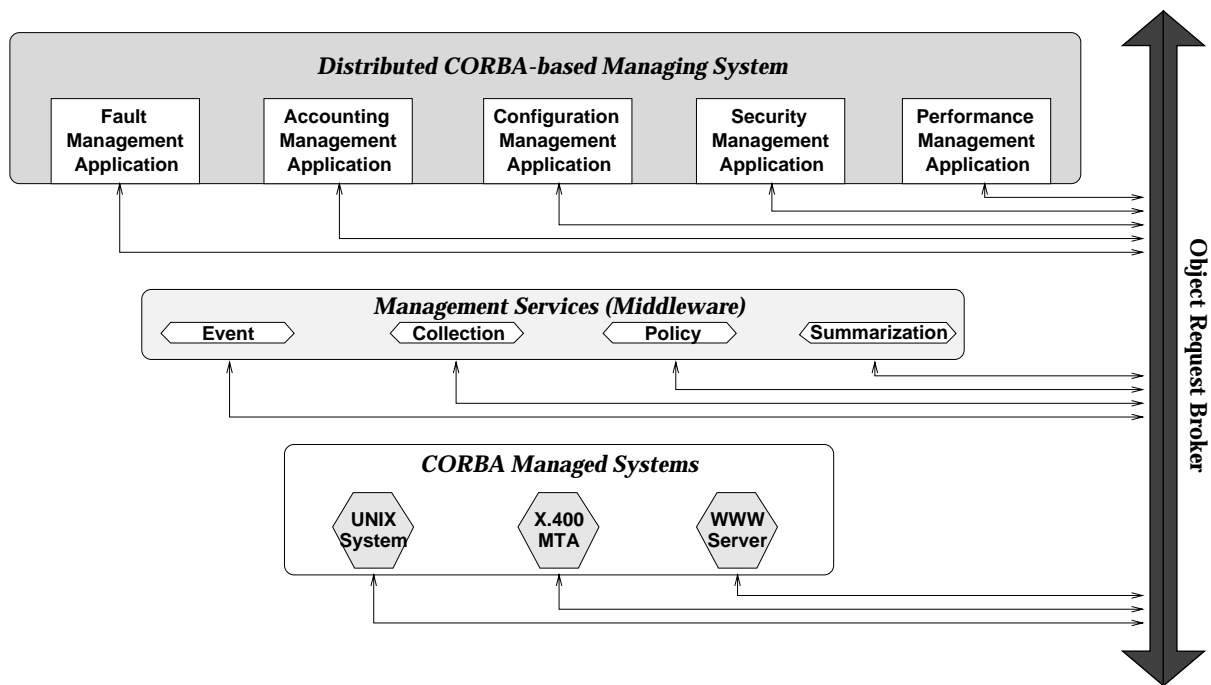 Distributed CORBA-based Managing System
Fault
Management
Application
Accounting
Management
Application
Configuration
Management
Application
Security
Management
Application
Performance
Management
Application
Management Services (Middleware)
Event
Collection
Policy
Summarization
CORBA Managed Systems
UNIX
System
X.400
MTA
WWW
Server
Object Request Broker